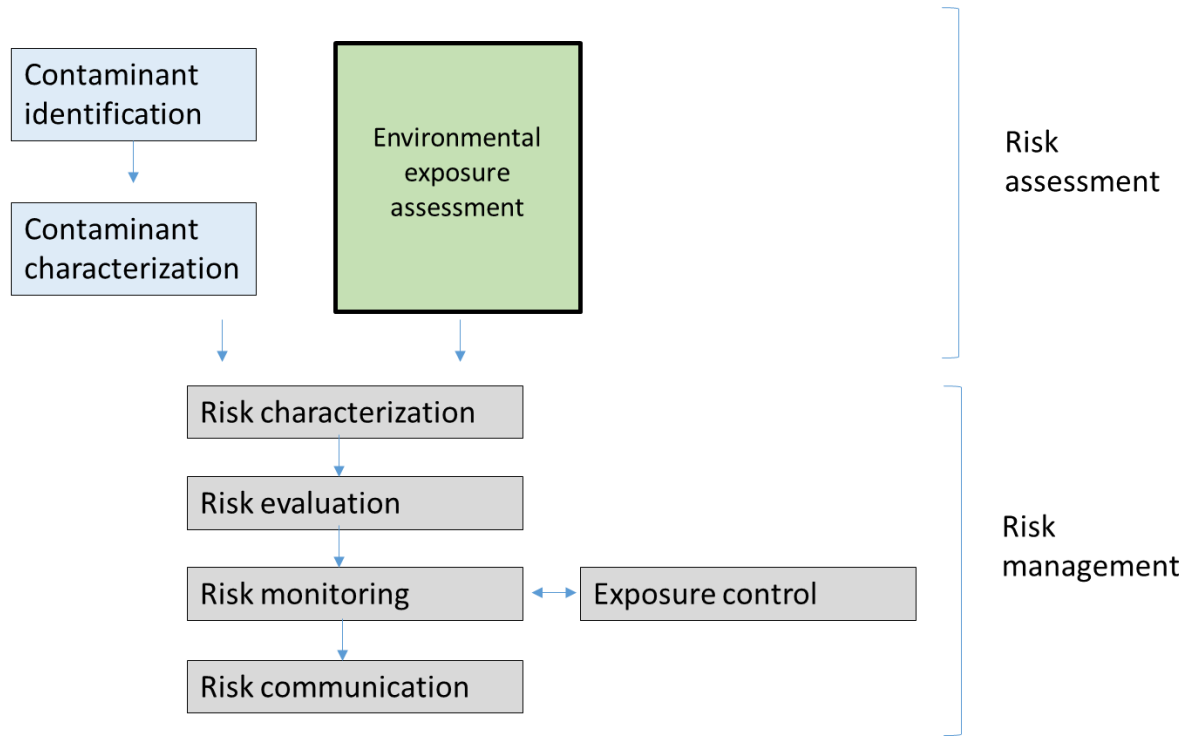 Contaminant
identification
Environmental
exposure
assessment
Risk
assessment
Contaminant
characterization
Risk characterization
Risk evaluation
Risk
management
Risk monitoring
Exposure control
Risk communication